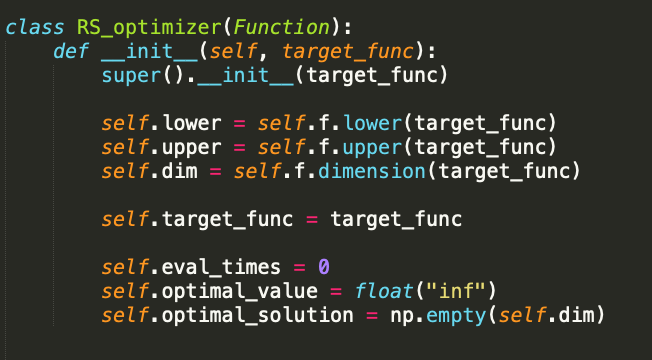 class RS_optimizer(Function):
    def __init__(self, target_func):
        super().__init__(target_func)
        self.lower = self.f.lower(target_func)
        self.upper = self.f.upper(target_func)
        self.dim = self.f.dimension(target_func)
        self.target_func = target_func
        self.eval_times = 0
        self.optimal_value = float("inf")
        self.optimal_solution = np.empty(self.dim)